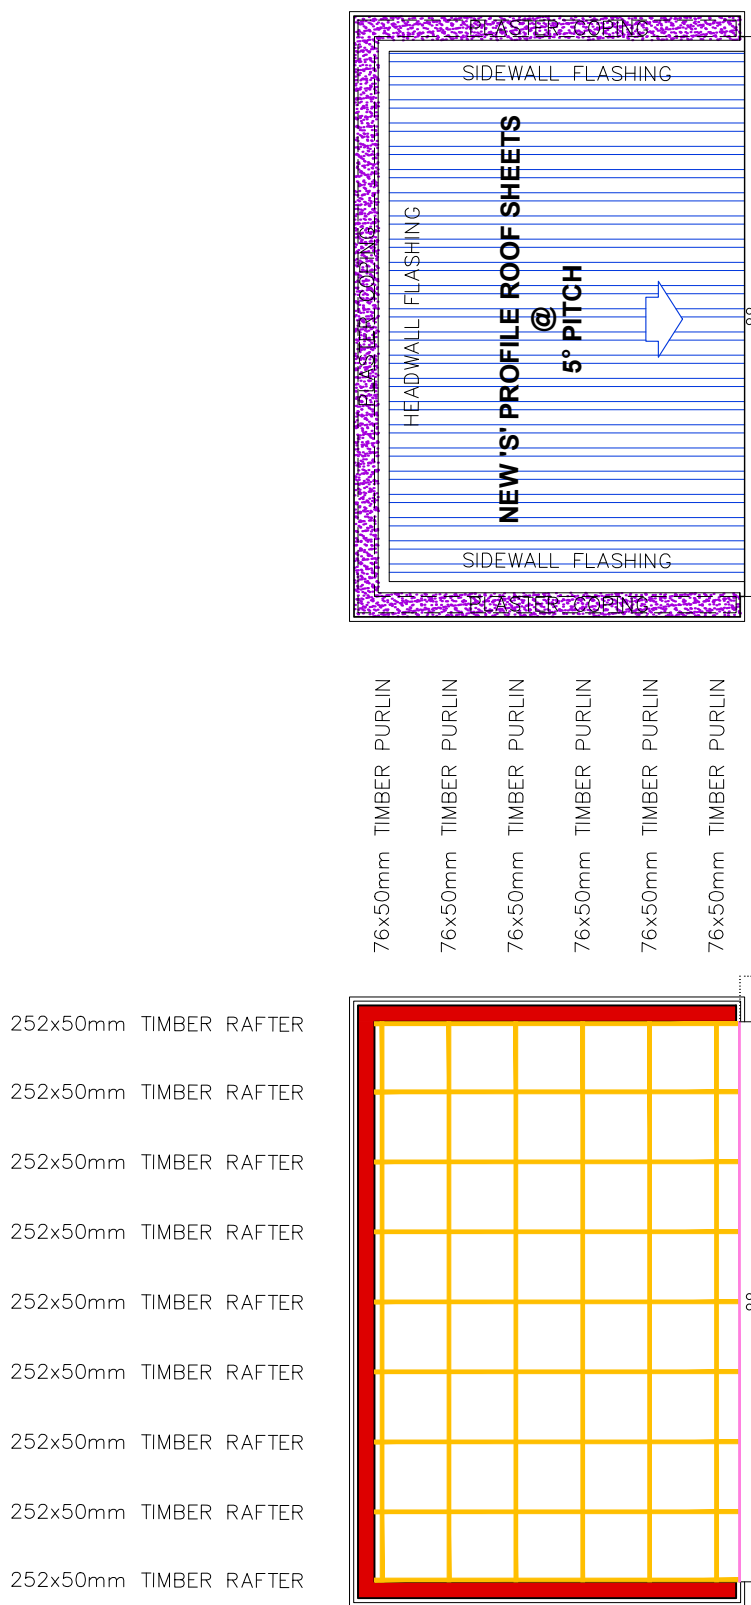 PLASTER COPING
SIDEWALL FLASHING
PLASTER COPING
HEADWALL FLASHING
NEW 'S' PROFILE ROOF SHEETS
@
5° PITCH
SIDEWALL FLASHING
PLASTER COPING
76x50mm TIMBER PURLIN
76x50mm TIMBER PURLIN
76x50mm TIMBER PURLIN
76x50mm TIMBER PURLIN
76x50mm TIMBER PURLIN
76x50mm TIMBER PURLIN
252x50mm TIMBER RAFTER
252x50mm TIMBER RAFTER
252x50mm TIMBER RAFTER
252x50mm TIMBER RAFTER
252x50mm TIMBER RAFTER
252x50mm TIMBER RAFTER
252x50mm TIMBER RAFTER
252x50mm TIMBER RAFTER
252x50mm TIMBER RAFTER